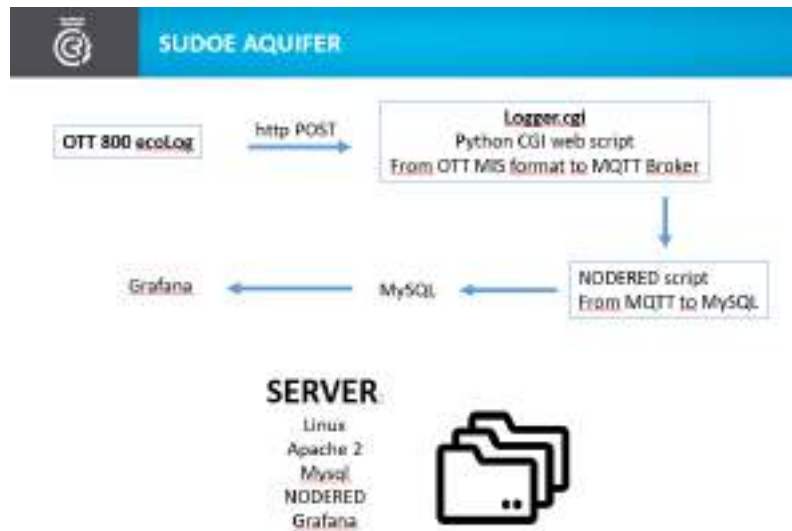 SUDOE AQUIFER
OTT 800 ecoLog
http POST
Logger.cgi
Python CGI web script
From OTT MIS format to MQTT Broker
Grafana
MySQL
NODERED script
From MQTT to MySQL
SERVER
Linux
Apache 2
Mysql
NODERED
Grafana